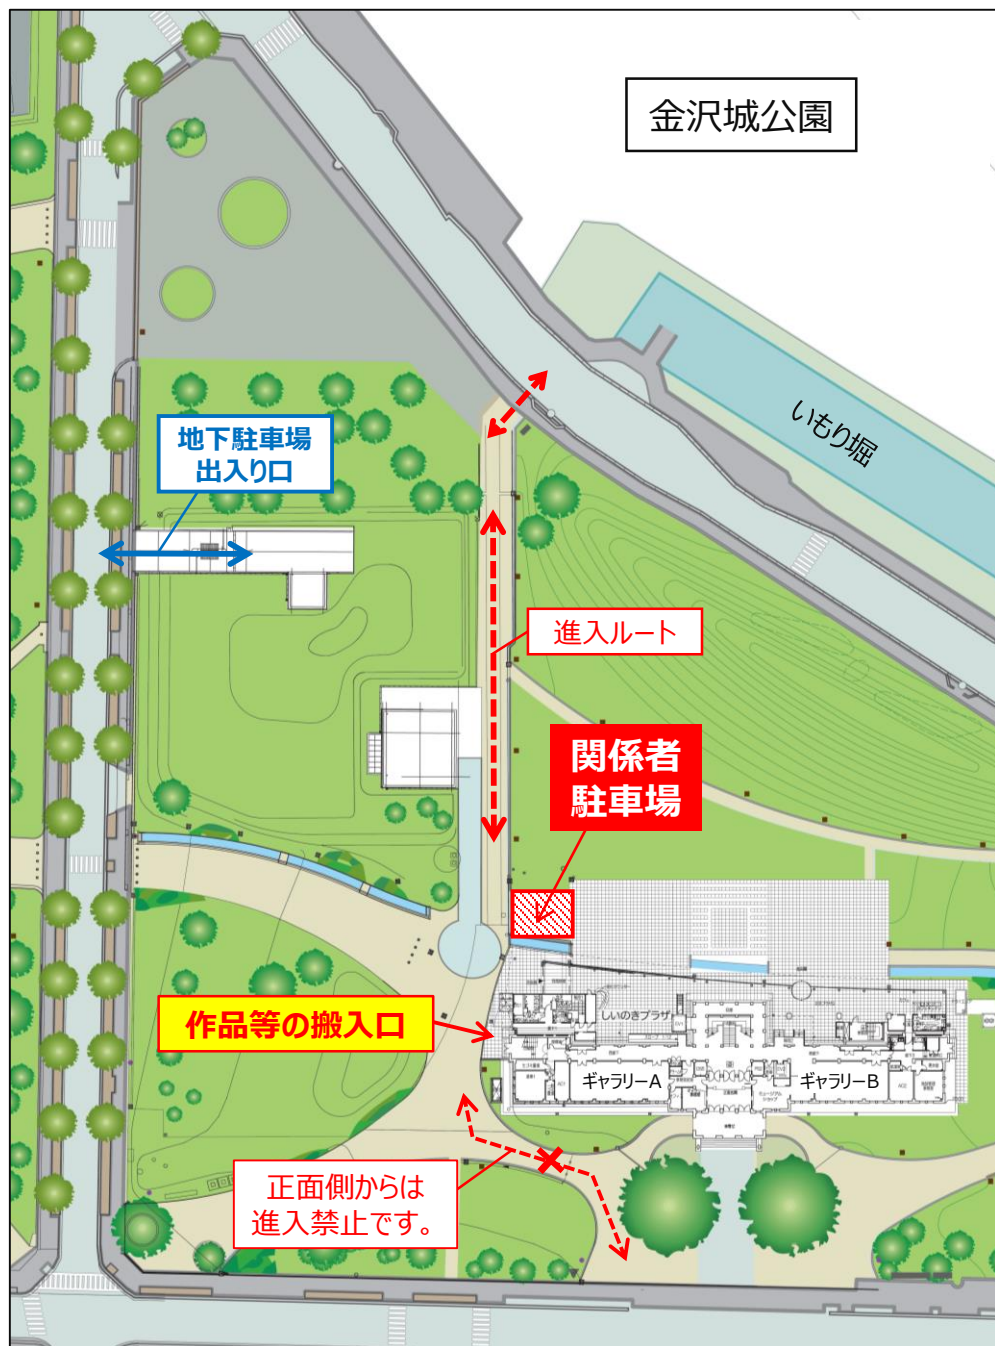 金沢城公園
いもり堀
地下駐車場
出入り口
進入ルート
関係者
駐車場
作品等の搬入口
しいのきプラザ
ギャラリーA
ギャラリーB
正面側からは
進入禁止です。